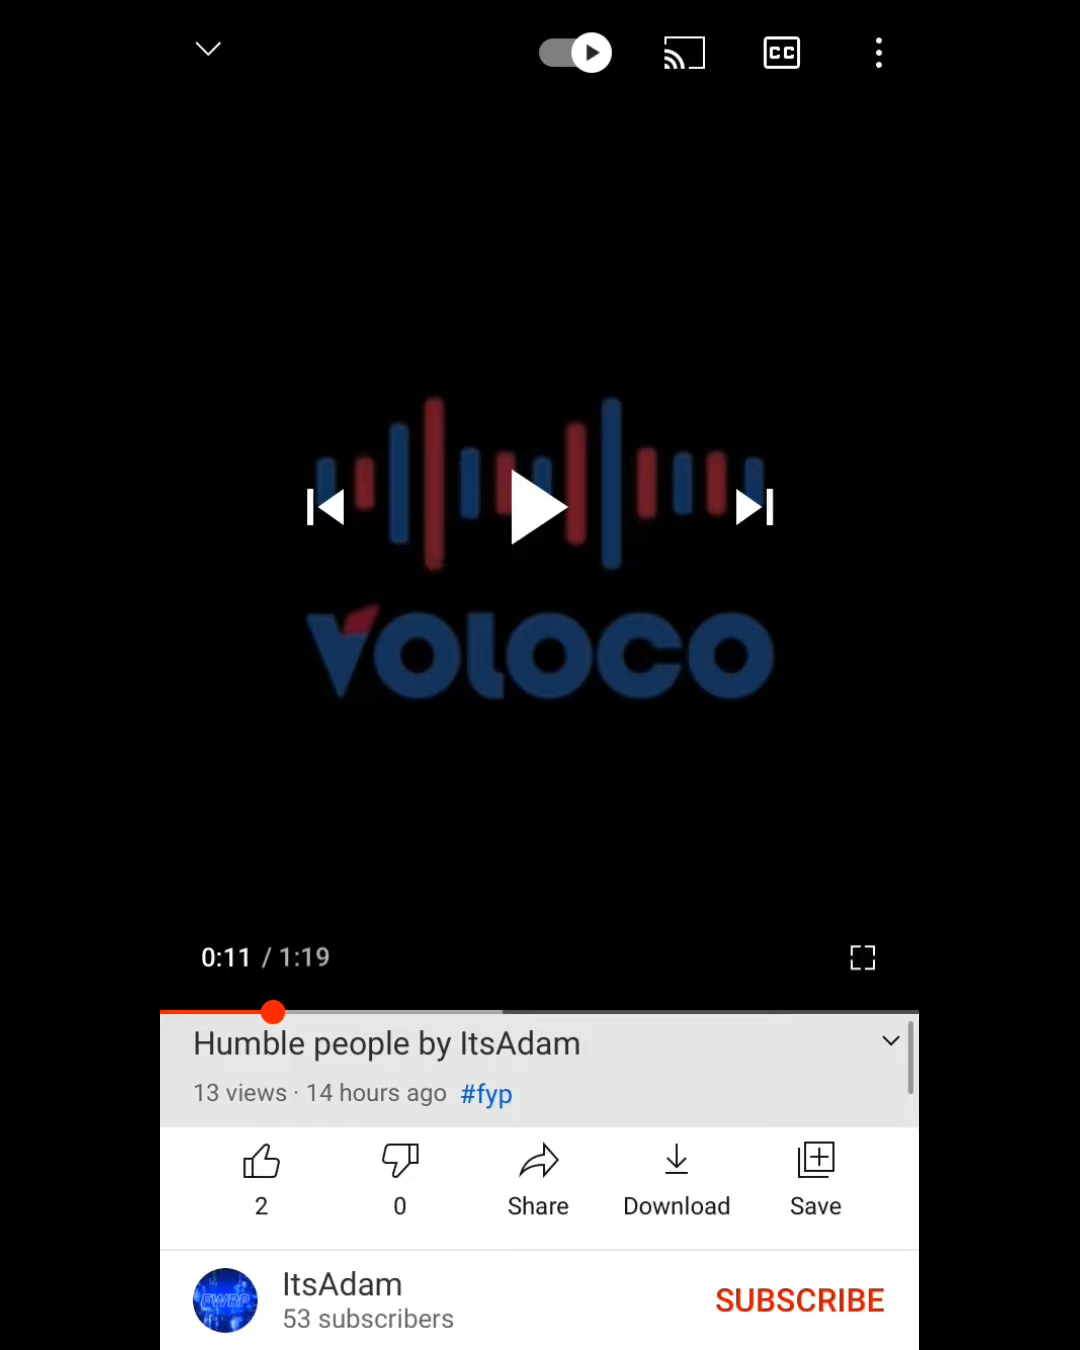 CC
VOLOCO
0:11 / 1:19
Humble people by ItsAdam
13 views · 14 hours ago #fyp
2 0 Share Download Save
ItsAdam
53 subscribers
SUBSCRIBE